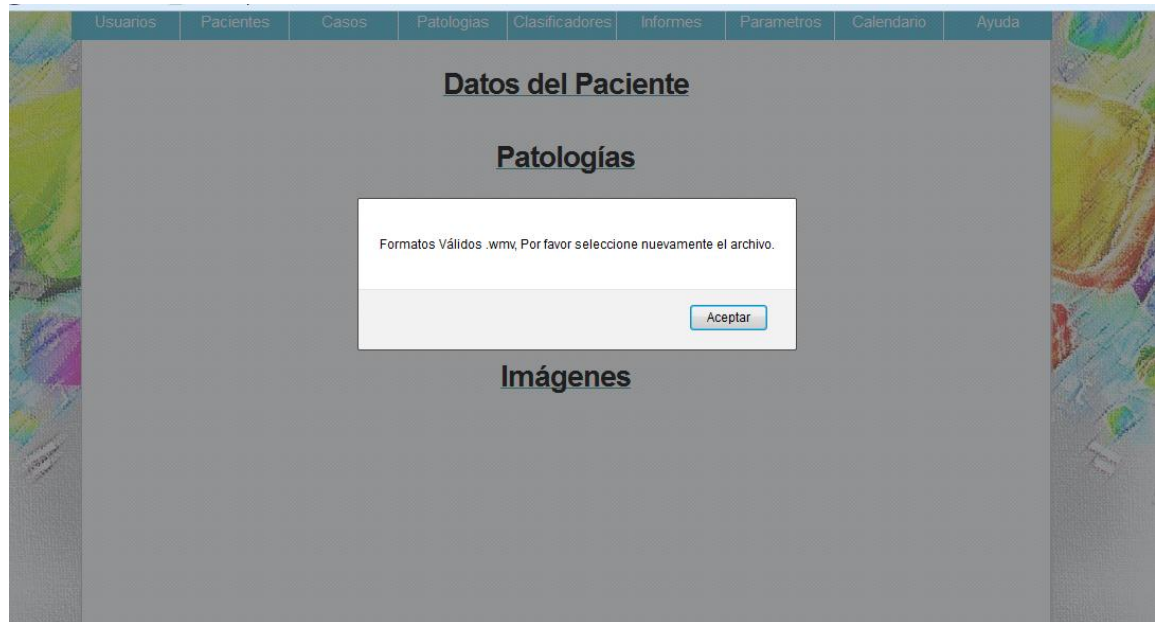 Usuarios Pacientes Casos Patologias Clasificadores Informes Parametros Calendario Ayuda
Datos del Paciente
Patologías
Formatos Válidos .wmv, Por favor seleccione nuevamente el archivo.
Aceptar
Imágenes